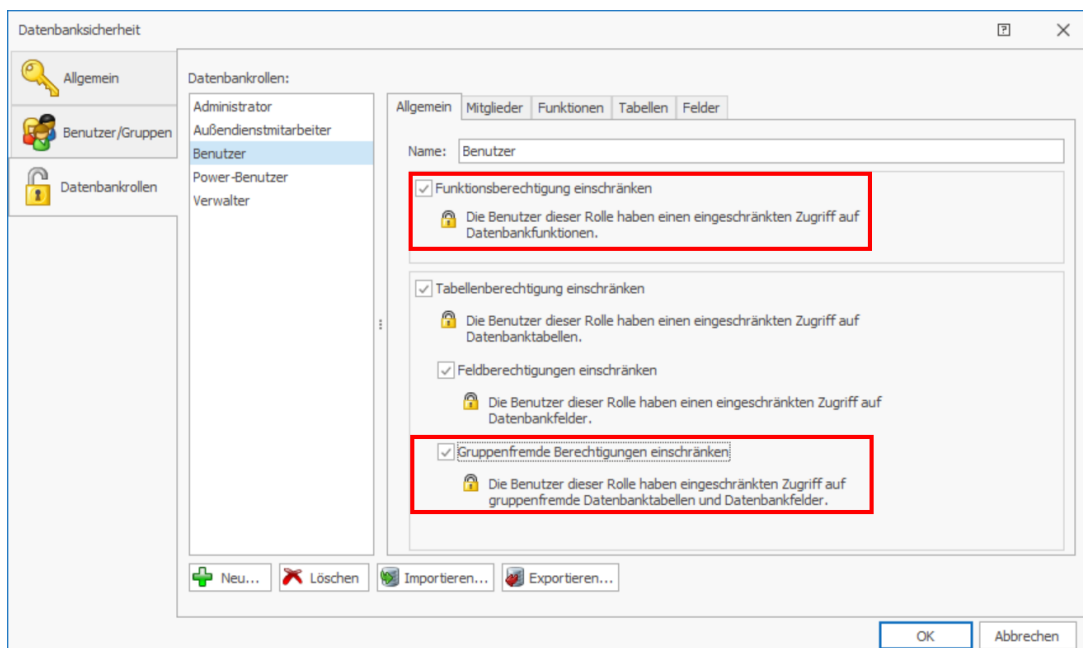 Datenbanksicherheit
Allgemein
Benutzer/Gruppen
Datenbankrollen
Datenbankrollen:
Administrator
Außendienstmitarbeiter
Benutzer
Power-Benutzer
Verwalter
Allgemein Mitglieder Funktionen Tabellen Felder
Name: Benutzer
Funktionsberechtigung einschränken
Die Benutzer dieser Rolle haben einen eingeschränkten Zugriff auf
Datenbankfunktionen.
Tabellenberechtigung einschränken
Die Benutzer dieser Rolle haben einen eingeschränkten Zugriff auf
Datenbanktabellen.
Feldberechtigungen einschränken
Die Benutzer dieser Rolle haben einen eingeschränkten Zugriff auf
Datenbankfelder.
Gruppenfremde Berechtigungen einschränken
Die Benutzer dieser Rolle haben eingeschränkten Zugriff auf
gruppenfremde Datenbanktabellen und Datenbankfelder.
Neu... Löschen Importieren... Exportieren...
OK Abbrechen